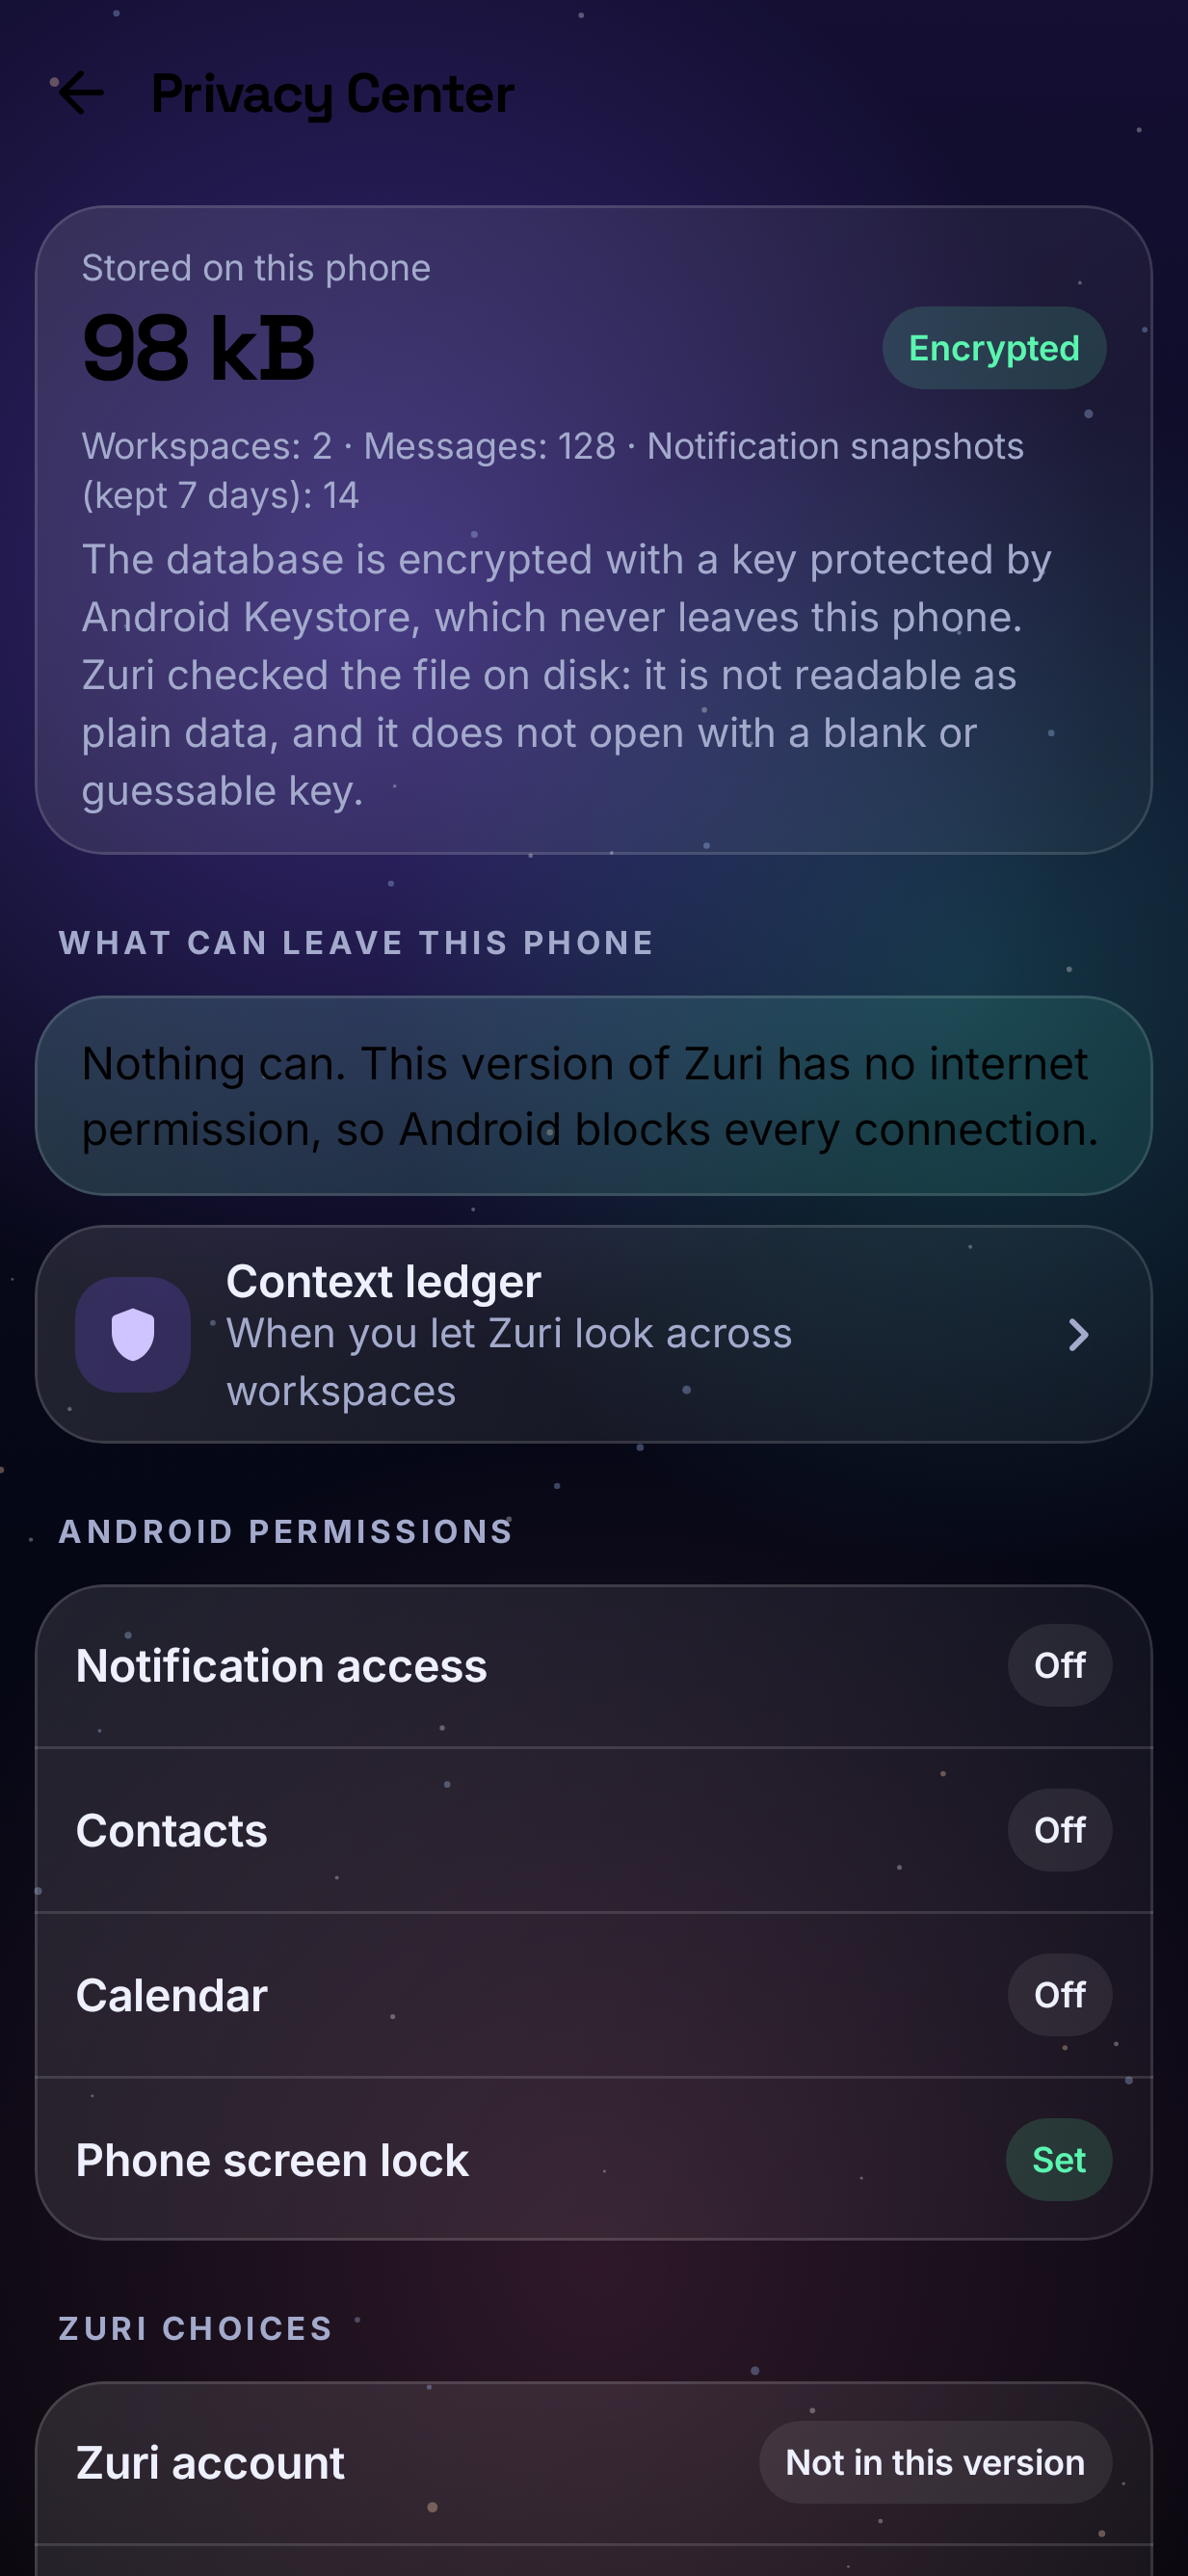 Privacy Center
Stored on this phone
98 kB
Encrypted
Workspaces: 2 · Messages: 128 · Notification snapshots
(kept 7 days): 14
The database is encrypted with a key protected by
Android Keystore, which never leaves this phone.
Zuri checked the file on disk: it is not readable as
plain data, and it does not open with a blank or
guessable key.
WHAT CAN LEAVE THIS PHONE
Nothing can. This version of Zuri has no internet
permission, so Android blocks every connection.
Context ledger
When you let Zuri look across
workspaces
ANDROID PERMISSIONS
Notification access
Off
Contacts
Off
Calendar
Off
Phone screen lock
Set
ZURI CHOICES
Zuri account
Not in this version